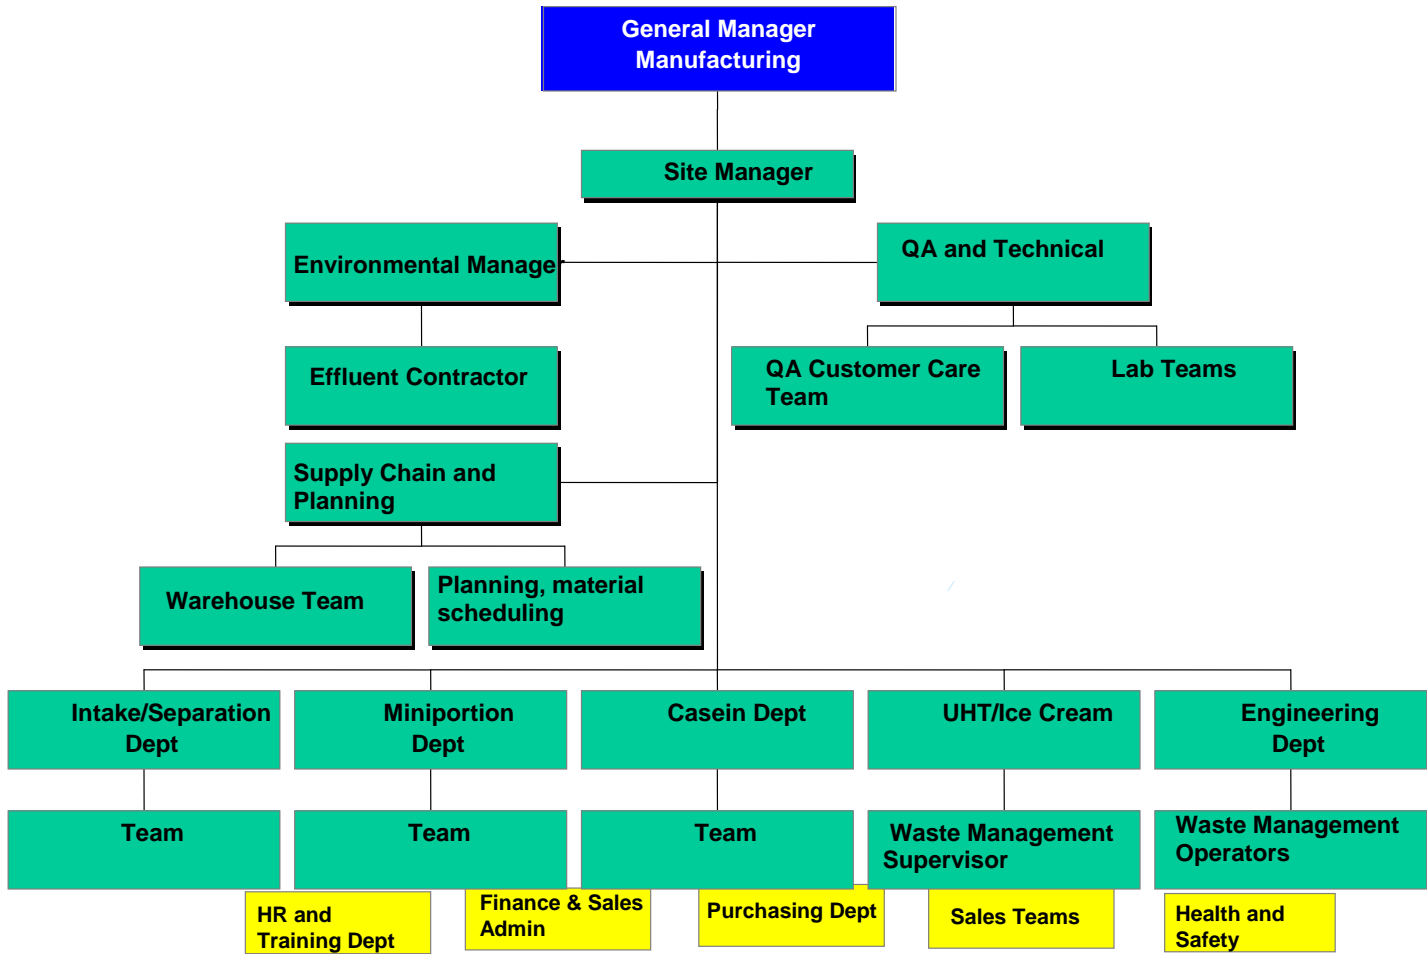 General Manager
Manufacturing
Site Manager
Environmental Manage
QA and Technical
Effluent Contractor
QA Customer Care
Team
Lab Teams
Supply Chain and
Planning
Warehouse Team
Planning, material
scheduling
Intake/Separation
Dept
Miniportion
Dept
Casein Dept
UHT/Ice Cream
Engineering
Dept
Team
Team
Team
Waste Management
Supervisor
Waste Management
Operators
HR and
Training Dept
Finance & Sales
Admin
Purchasing Dept
Sales Teams
Health and
Safety